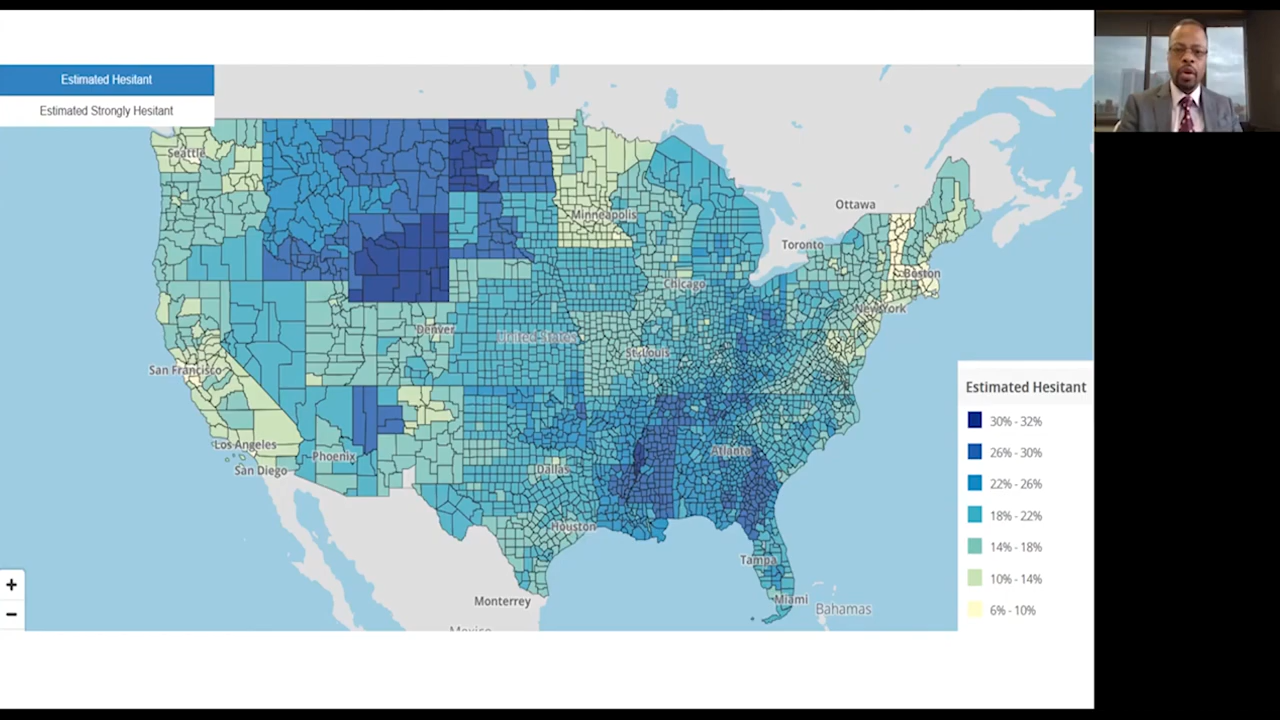 Estimated Hesitant
Estimated Strongly Hesitant
Seattle
Minneapolis
Ottawa
Toronto
Boston
Chicago
New York
Denver
United States
St. Louis
San Francisco
Los Angeles
Phoenix
San Diego
Atlanta
Dallas
Houston
Tampa
Miami
Bahamas
Monterrey
Mexico
Estimated Hesitant
30% - 32%
26% - 30%
22% - 26%
18% - 22%
14% - 18%
10% - 14%
6% - 10%
+
−